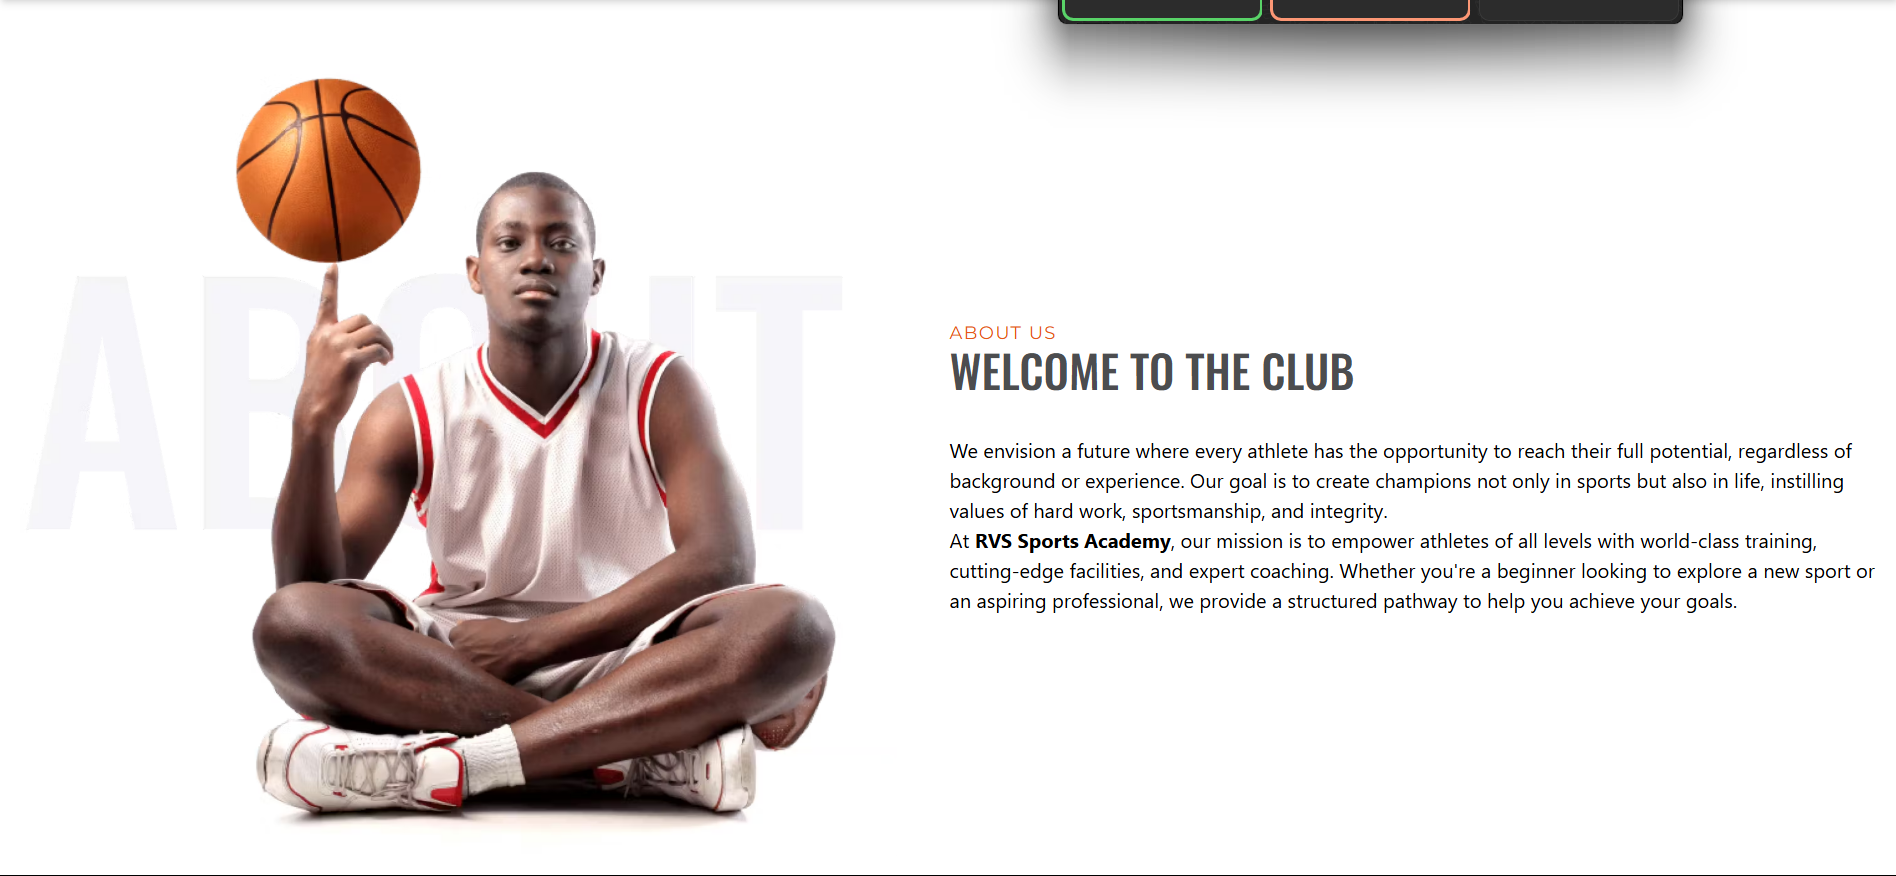 ABOUT
ABOUT US
WELCOME TO THE CLUB
We envision a future where every athlete has the opportunity to reach their full potential, regardless of
background or experience. Our goal is to create champions not only in sports but also in life, instilling
values of hard work, sportsmanship, and integrity.
At RVS Sports Academy, our mission is to empower athletes of all levels with world-class training,
cutting-edge facilities, and expert coaching. Whether you're a beginner looking to explore a new sport or
an aspiring professional, we provide a structured pathway to help you achieve your goals.